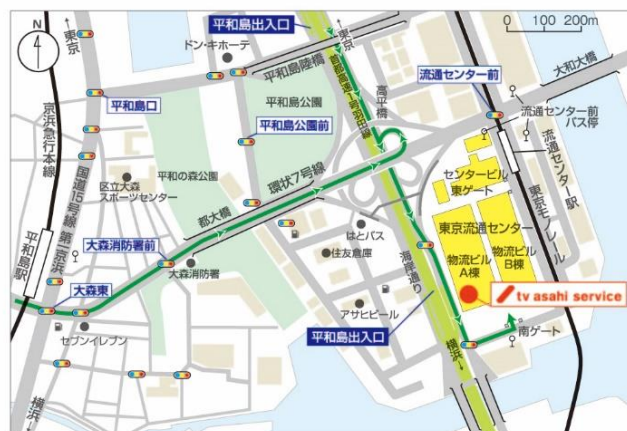 N
東京
ドン・キホーテ
平和島出入口
東京
0 100 200m
平和島陸橋
首都高速1号羽田線
高平橋
流通センター前
大和大橋
平和島口
平和島公園
平和島公園前
流通センター前
バス停
京浜急行本線
国道15号線 第一京浜
平和の森公園
区立大森
スポーツセンター
環状7号線
都大橋
センタービル
東ゲート
流通センター駅
東京モノレール
東京流通センター
物流ビル
A棟
物流ビル
B棟
平和島駅
大森消防署前
大森消防署
はとバス
住友倉庫
海岸通り
大森東
アサヒビール
tv asahi service
セブンイレブン
平和島出入口
横浜
南ゲート
横浜